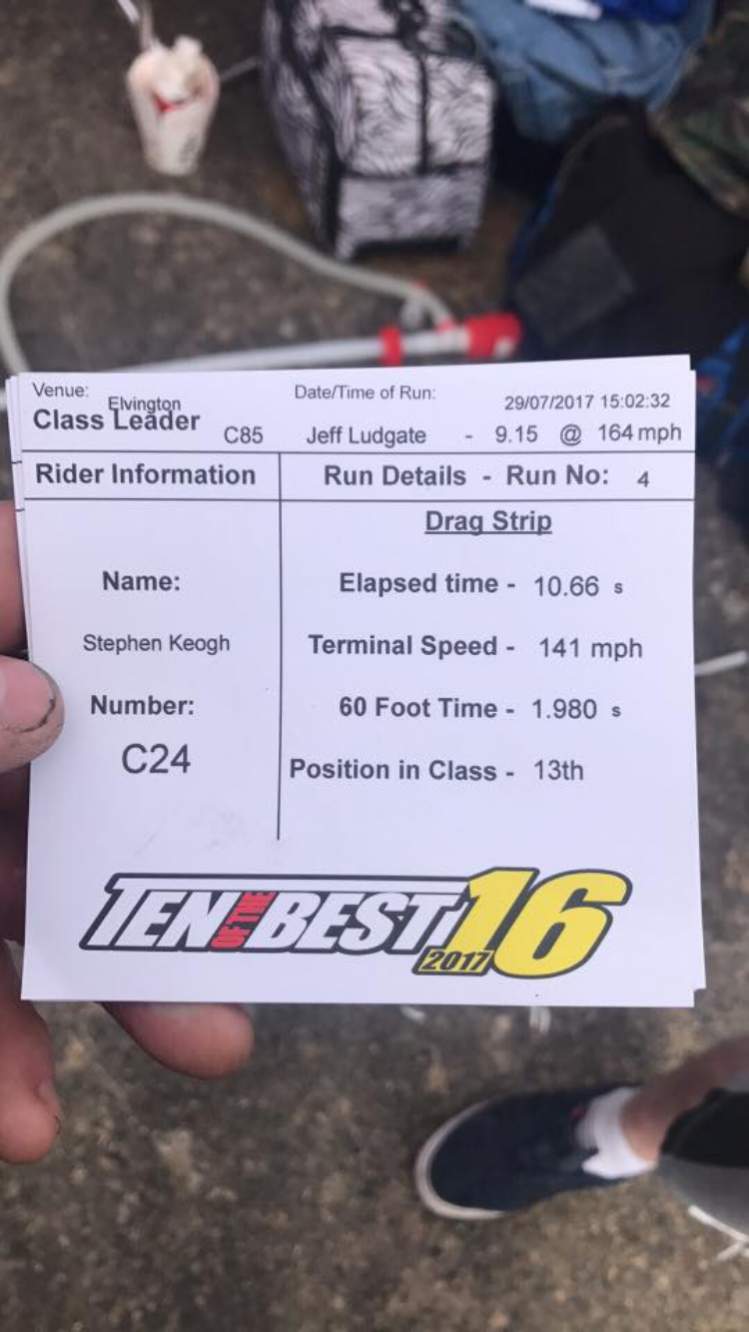 Venue: Elvington Date/Time of Run: 29/07/2017 15:02:32
Class Leader C85 Jeff Ludgate - 9.15 @ 164 mph
Rider Information Run Details - Run No: 4
Drag Strip
Name: Elapsed time - 10.66 s
Stephen Keogh Terminal Speed - 141 mph
Number: 60 Foot Time - 1.980 s
C24 Position in Class - 13th
TEN OF THE BEST 16
2017